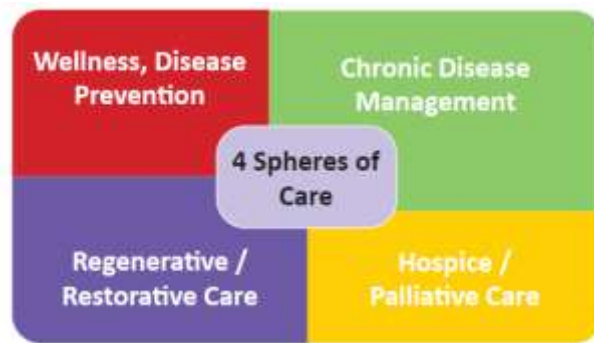 Wellness, Disease
Prevention
Chronic Disease
Management
4 Spheres of
Care
Regenerative /
Restorative Care
Hospice /
Palliative Care